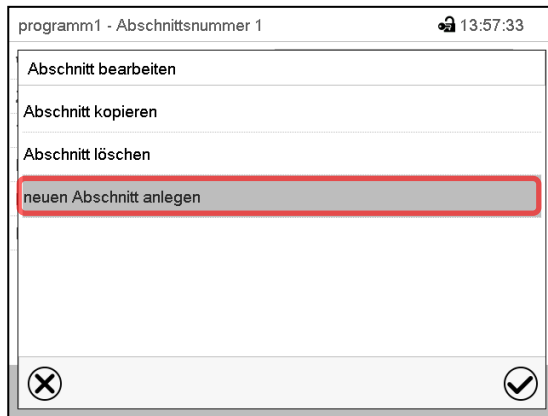 programm1 - Abschnittsnummer 1 13:57:33
Abschnitt bearbeiten
Abschnitt kopieren
Abschnitt löschen
neuen Abschnitt anlegen